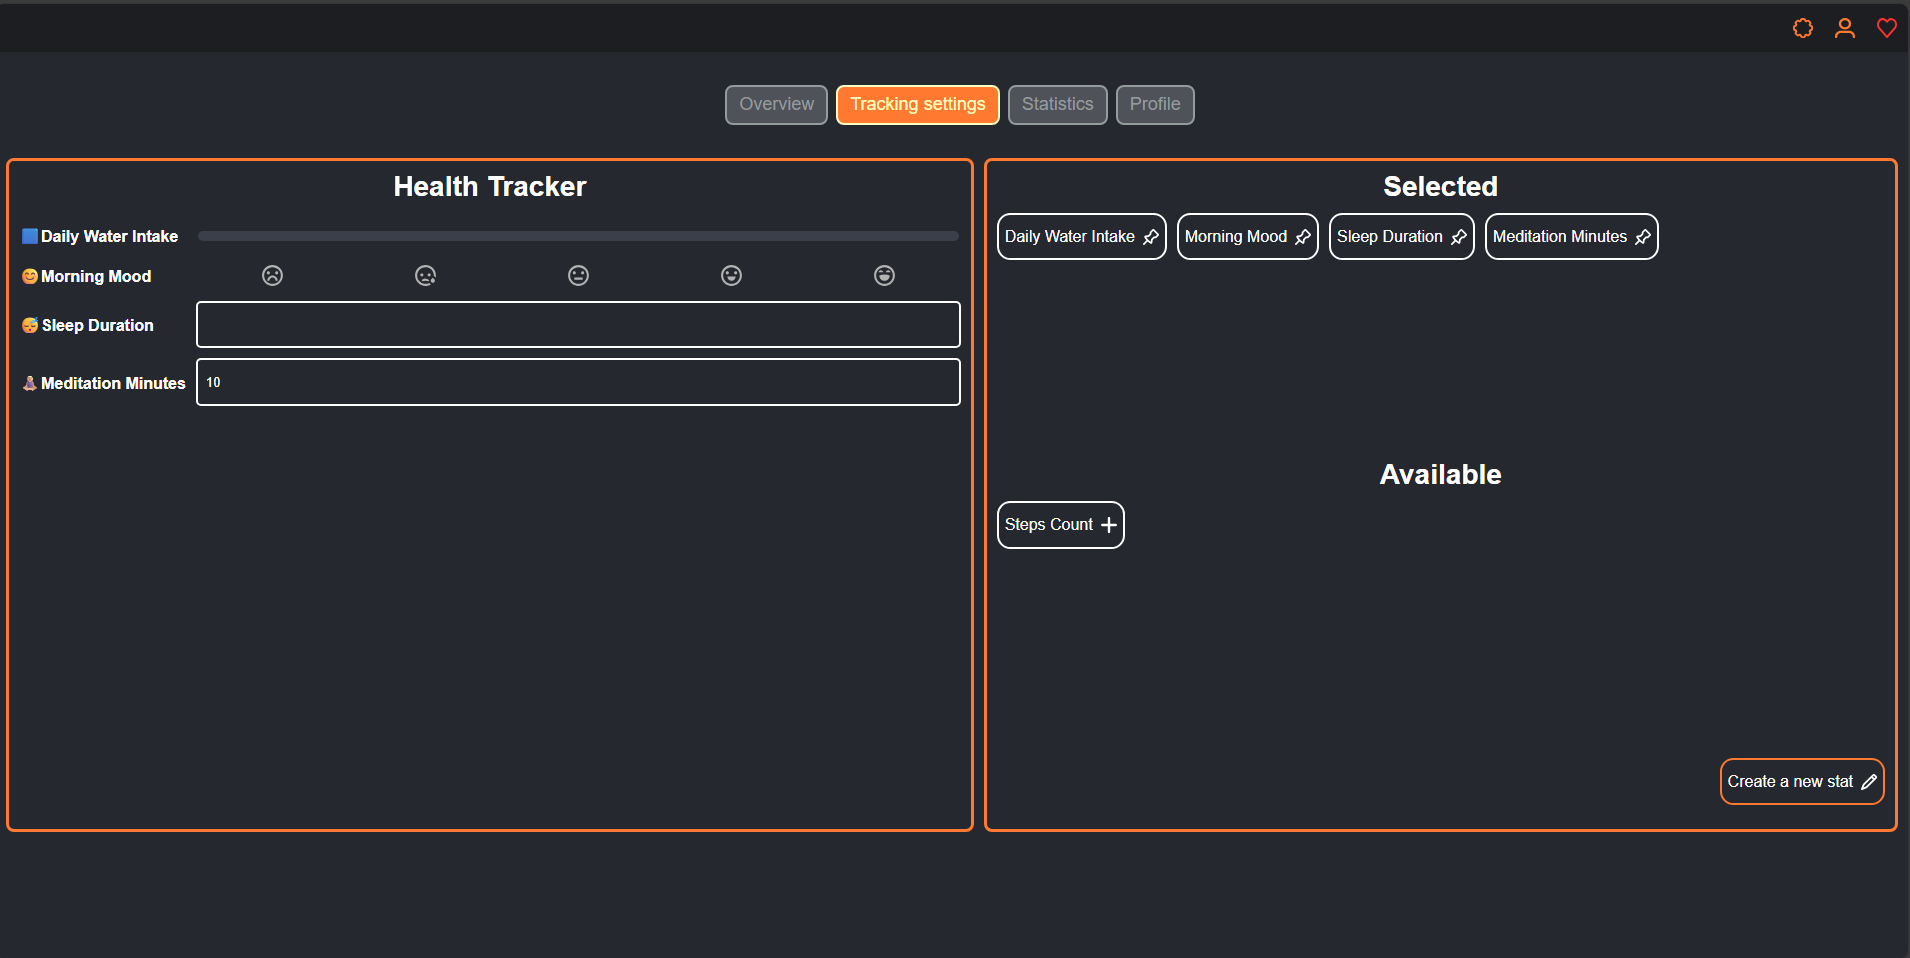 Overview Tracking settings Statistics Profile
Health Tracker
Daily Water Intake
Morning Mood
Sleep Duration
Meditation Minutes 10
Selected
Daily Water Intake Morning Mood Sleep Duration Meditation Minutes
Available
Steps Count
Create a new stat